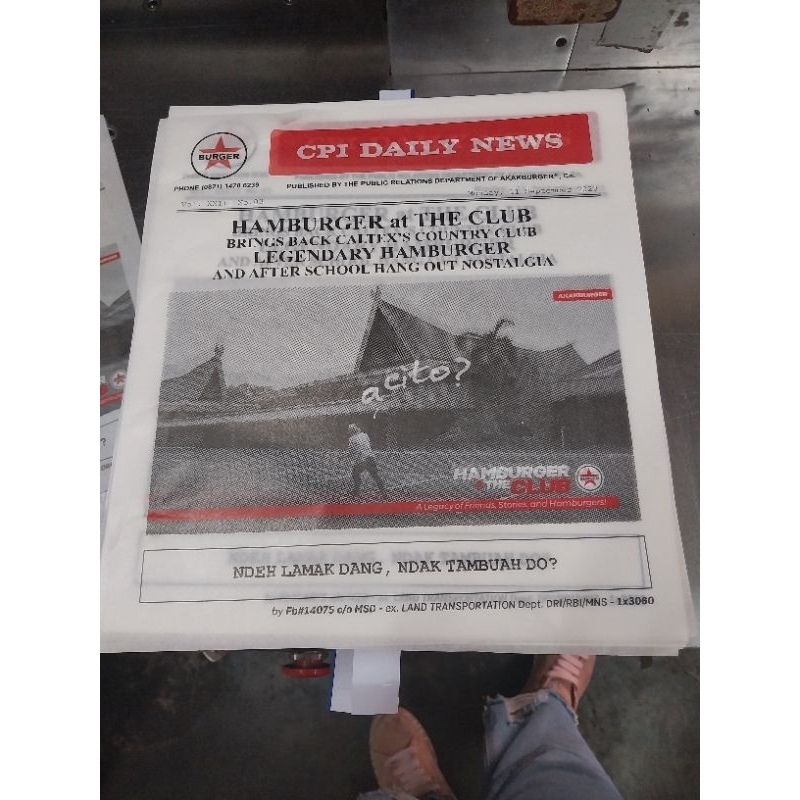 BURGER
CPI DAILY NEWS
PHONE (0871) 1470 0235
PUBLISHED BY THE PUBLIC RELATIONS DEPARTMENT OF AKAKBURGER
HAMBURGER at THE CLUB
BRINGS BACK CALTEX'S COUNTRY CLUB
LEGENDARY HAMBURGER
AND AFTER SCHOOL HANG OUT NOSTALGIA
AKAKBURGER
acito?
HAMBURGER
THE CLUB
A Legacy of Friends, Stories, and Hamburgers!
NDEH LAMAK DANG, NDAK TAMBUAH DO?
by Fb#14075 c/o MSD - ex. LAND TRANSPORTATION Dept. DRI/RBI/MNS - 1x3060